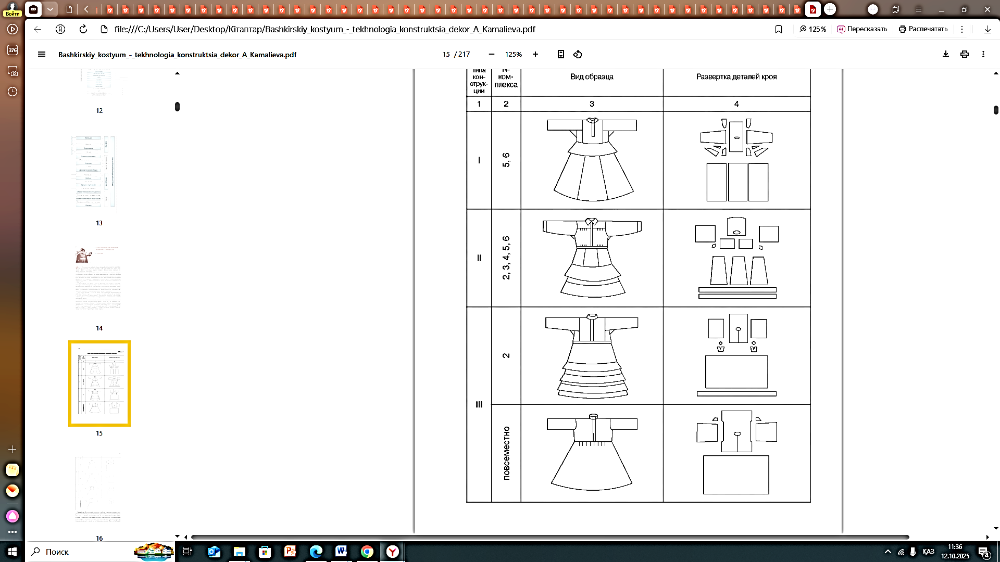 Войти
file:///C:/Users/User/Desktop/Кітаптар/Bashkirskiy_kostyum_-_tekhnologia_konstruktsia_dekor_A_Kamalieva.pdf
125%
Пересказать
Распечатать
376
Bashkirskiy_kostyum_-_tekhnologia_konstruktsia_dekor_A_Kamalieva.pdf
15 / 217
125%
12
13
14
15
16
типа кон-струк-ции
№ ком-плекса
Вид образца
Развертка деталей кроя
1
2
3
4
I
5, 6
II
2, 3, 4, 5, 6
III
2
повсеместно
Поиск
ҚАЗ
11:36
12.10.2025
4